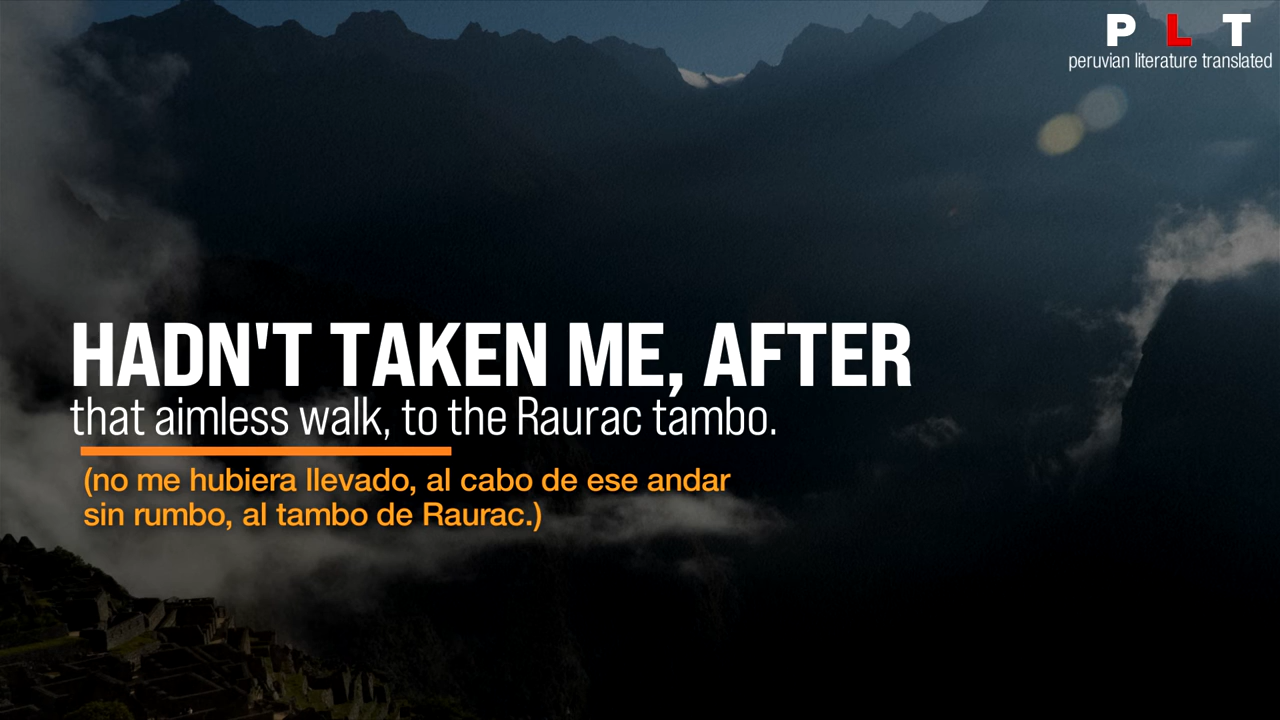 P L T
peruvian literature translated
HADN'T TAKEN ME, AFTER
that aimless walk, to the Raurac tambo.
(no me hubiera llevado, al cabo de ese andar
sin rumbo, al tambo de Raurac.)